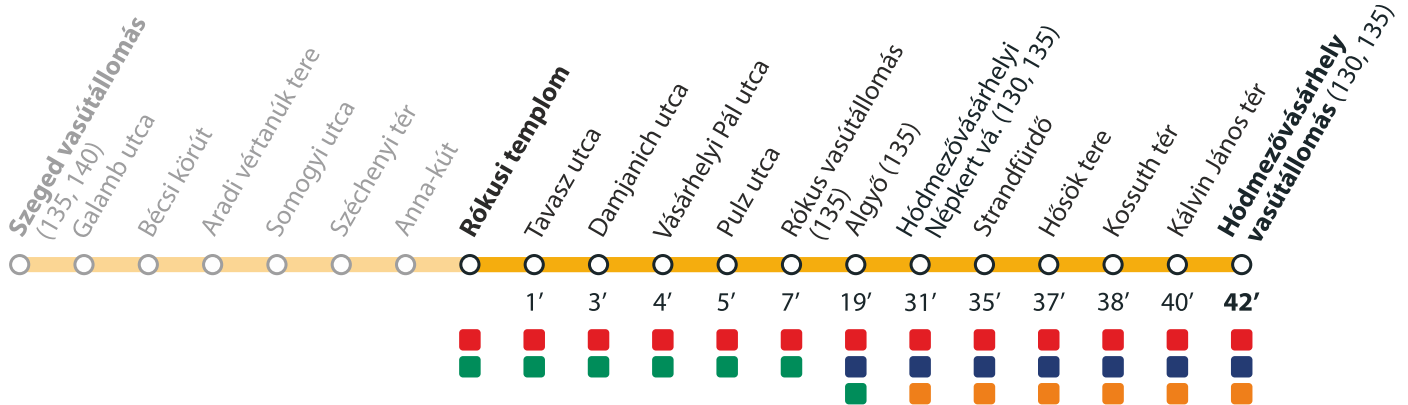 Szeged vasútállomás
(135, 140)
Galamb utca
Bécsi körút
Aradi vértanúk tere
Somogyi utca
Széchenyi tér
Anna-kút
Rókusi templom
Tavasz utca
Damjanich utca
Vásárhelyi Pál utca
Pulz utca
Rókus vasútállomás
(135)
Algyő (135)
Hódmezővásárhelyi
Népkert vá. (130, 135)
Strandfürdő
Hősök tere
Kossuth tér
Kálvin János tér
Hódmezővásárhely
vasútállomás (130, 135)
1’ 3’ 4’ 5’ 7’ 19’ 31’ 35’ 37’ 38’ 40’ 42’